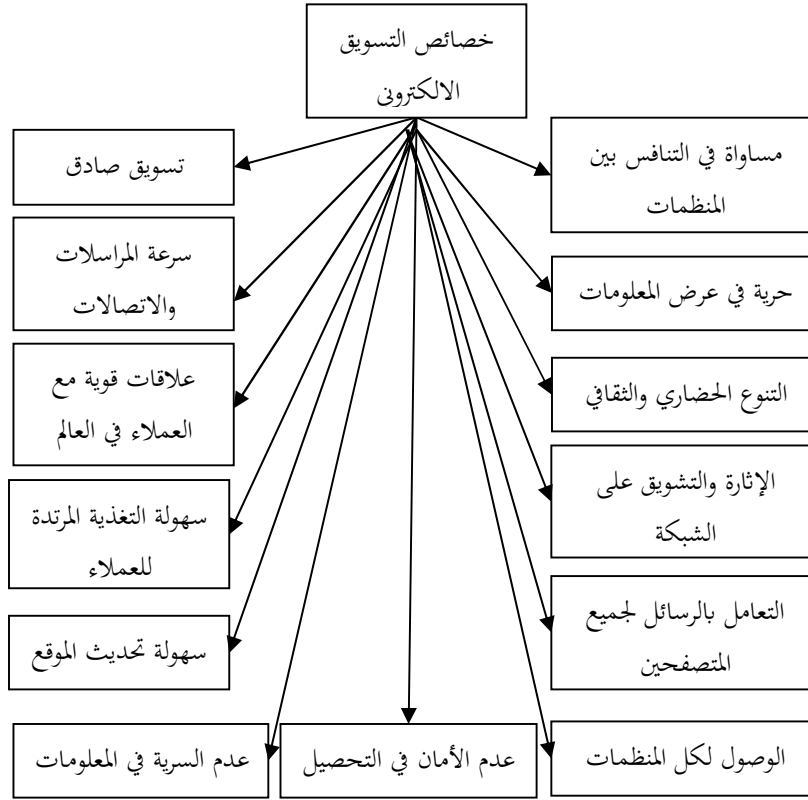 خصائص التسويق
الالكترونى
مساواة في التنافس بين
المنظمات
حرية في عرض المعلومات
التنوع الحضاري والثقافي
الإثارة والتشويق على
الشبكة
التعامل بالرسائل لجميع
المتصفحين
الوصول لكل المنظمات
عدم الأمان في التحصيل
تسويق صادق
سرعة المراسلات
والاتصالات
علاقات قوية مع
العملاء في العالم
سهولة التغذية المرتدة
للعملاء
سهولة تحديث الموقع
عدم السرية في المعلومات